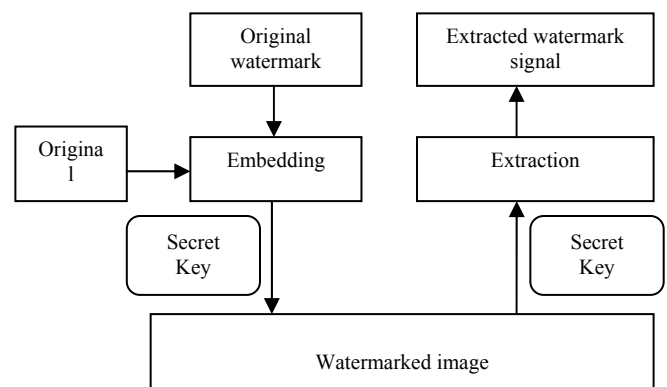 Original
watermark
Extracted watermark
signal
Origina
l
Embedding
Extraction
Secret
Key
Secret
Key
Watermarked image